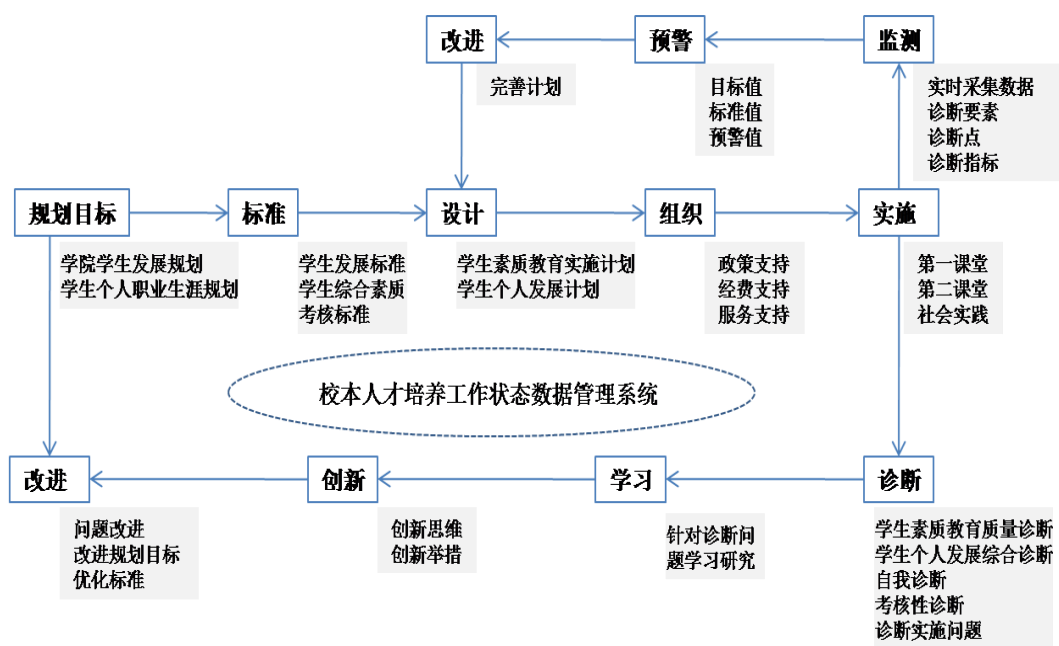 改进
预警
监测
完善计划
目标值
标准值
预警值
实时采集数据
诊断要素
诊断点
诊断指标
规划目标
标准
设计
组织
实施
学院学生发展规划
学生个人职业生涯规划
学生发展标准
学生综合素质
考核标准
学生素质教育实施计划
学生个人发展计划
政策支持
经费支持
服务支持
第一课堂
第二课堂
社会实践
校本人才培养工作状态数据管理系统
改进
创新
学习
诊断
问题改进
改进规划目标
优化标准
创新思维
创新举措
针对诊断问
题学习研究
学生素质教育质量诊断
学生个人发展综合诊断
自我诊断
考核性诊断
诊断实施问题